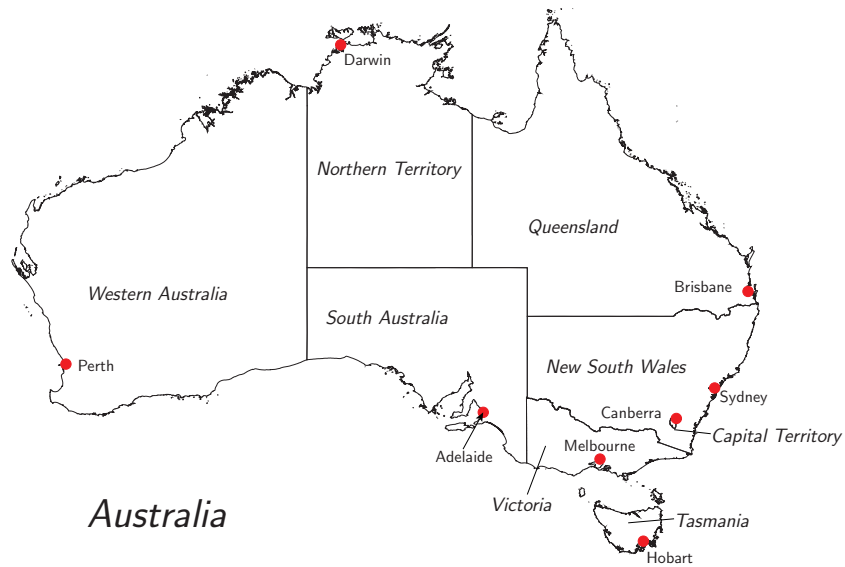 Darwin
Northern Territory
Queensland
Brisbane
Western Australia
South Australia
Perth
New South Wales
Sydney
Canberra
Capital Territory
Melbourne
Adelaide
Victoria
Australia
Tasmania
Hobart